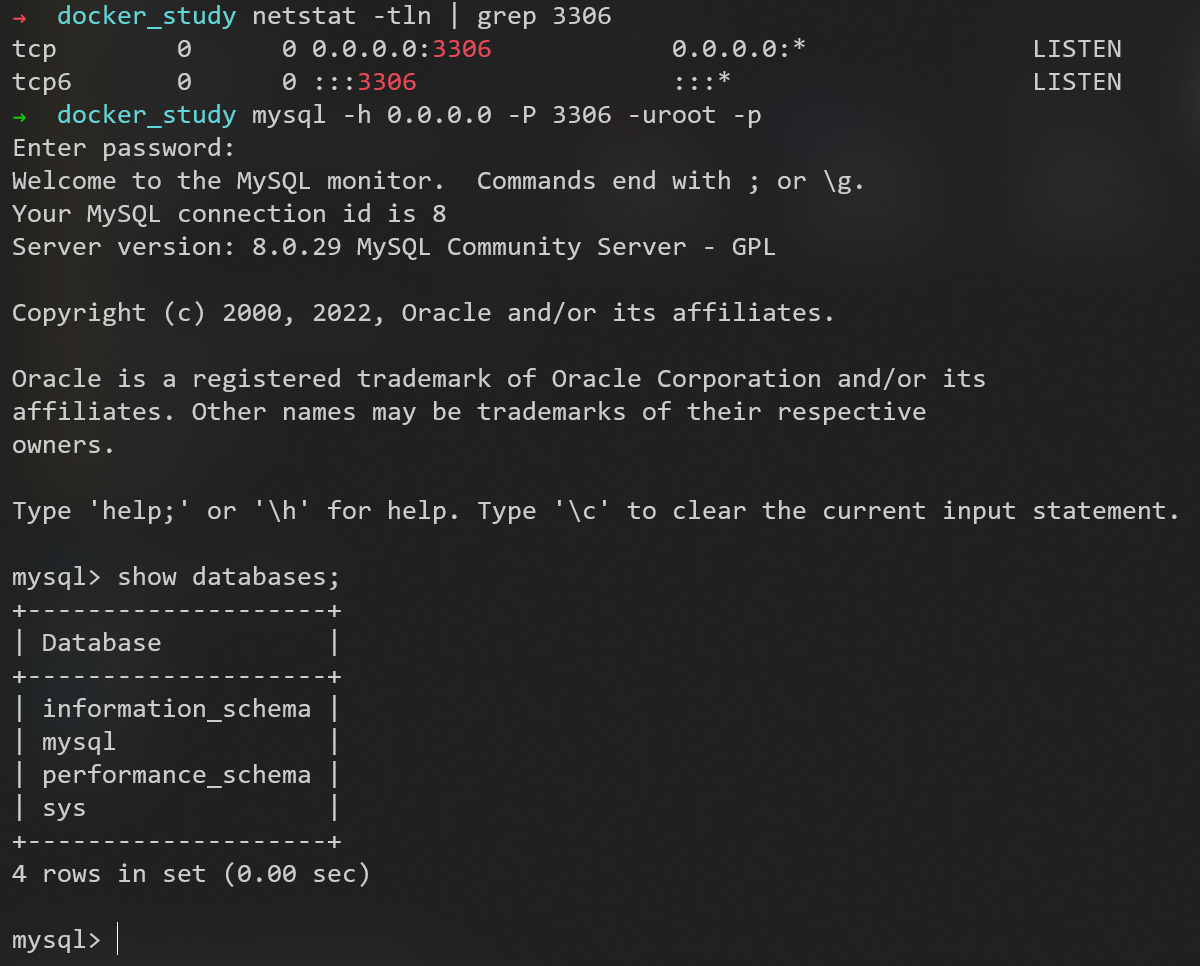 → docker_study netstat -tln | grep 3306
tcp        0      0 0.0.0.0:3306            0.0.0.0:*               LISTEN
tcp6       0      0 :::3306                 :::*                    LISTEN
→ docker_study mysql -h 0.0.0.0 -P 3306 -uroot -p
Enter password:
Welcome to the MySQL monitor.  Commands end with ; or \g.
Your MySQL connection id is 8
Server version: 8.0.29 MySQL Community Server - GPL

Copyright (c) 2000, 2022, Oracle and/or its affiliates.

Oracle is a registered trademark of Oracle Corporation and/or its
affiliates. Other names may be trademarks of their respective
owners.

Type 'help;' or '\h' for help. Type '\c' to clear the current input statement.

mysql> show databases;
+--------------------+
| Database           |
+--------------------+
| information_schema |
| mysql              |
| performance_schema |
| sys                |
+--------------------+
4 rows in set (0.00 sec)

mysql>